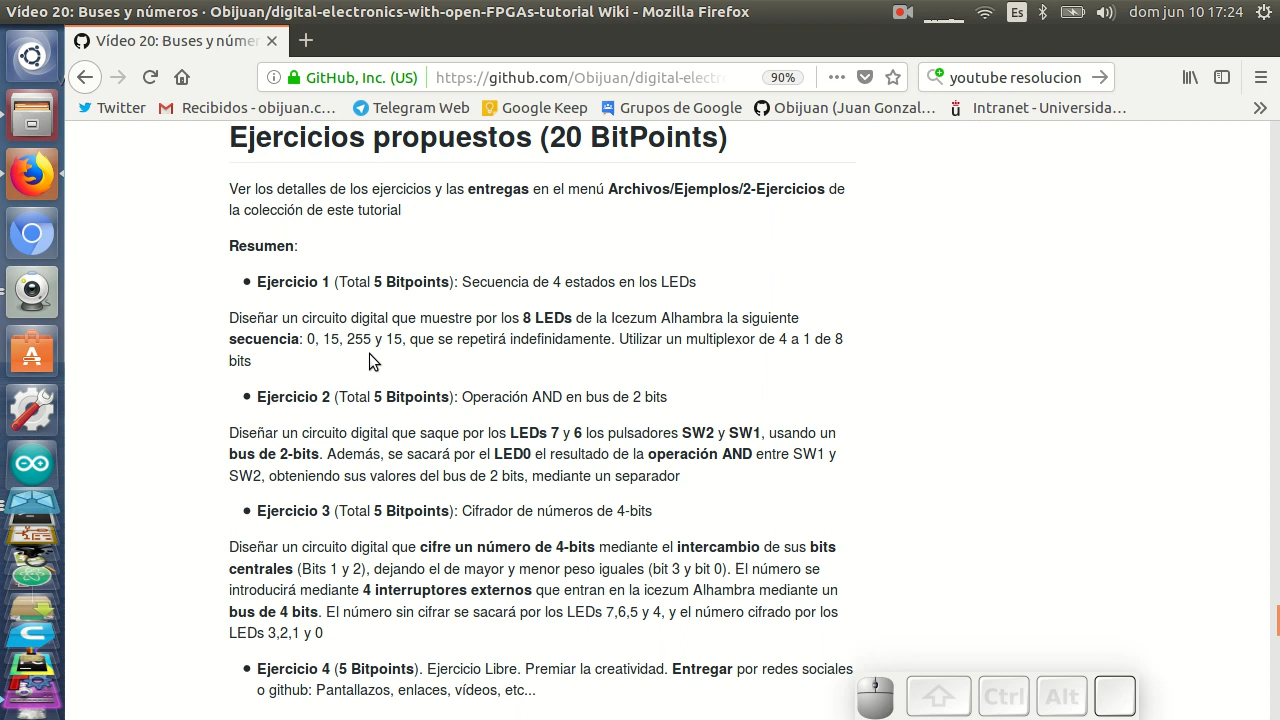 Vídeo 20: Buses y números · Obijuan/digital-electronics-with-open-FPGAs-tutorial Wiki - Mozilla Firefox
Es
dom jun 10 17:24
Vídeo 20: Buses y númer
GitHub, Inc. (US)
https://github.com/Obijuan/digital-electr
90%
youtube resolucion
Twitter
Recibidos - obijuan.c...
Telegram Web
Google Keep
Grupos de Google
Obijuan (Juan Gonzal...
Intranet - Universida...
Ejercicios propuestos (20 BitPoints)
Ver los detalles de los ejercicios y las entregas en el menú Archivos/Ejemplos/2-Ejercicios de
la colección de este tutorial
Resumen:
• Ejercicio 1 (Total 5 Bitpoints): Secuencia de 4 estados en los LEDs
Diseñar un circuito digital que muestre por los 8 LEDs de la Icezum Alhambra la siguiente
secuencia: 0, 15, 255 y 15, que se repetirá indefinidamente. Utilizar un multiplexor de 4 a 1 de 8
bits
• Ejercicio 2 (Total 5 Bitpoints): Operación AND en bus de 2 bits
Diseñar un circuito digital que saque por los LEDs 7 y 6 los pulsadores SW2 y SW1, usando un
bus de 2-bits. Además, se sacará por el LED0 el resultado de la operación AND entre SW1 y
SW2, obteniendo sus valores del bus de 2 bits, mediante un separador
• Ejercicio 3 (Total 5 Bitpoints): Cifrador de números de 4-bits
Diseñar un circuito digital que cifre un número de 4-bits mediante el intercambio de sus bits
centrales (Bits 1 y 2), dejando el de mayor y menor peso iguales (bit 3 y bit 0). El número se
introducirá mediante 4 interruptores externos que entran en la icezum Alhambra mediante un
bus de 4 bits. El número sin cifrar se sacará por los LEDs 7,6,5 y 4, y el número cifrado por los
LEDs 3,2,1 y 0
• Ejercicio 4 (5 Bitpoints). Ejercicio Libre. Premiar la creatividad. Entregar por redes sociales
o github: Pantallazos, enlaces, vídeos, etc...
Ctrl
Alt